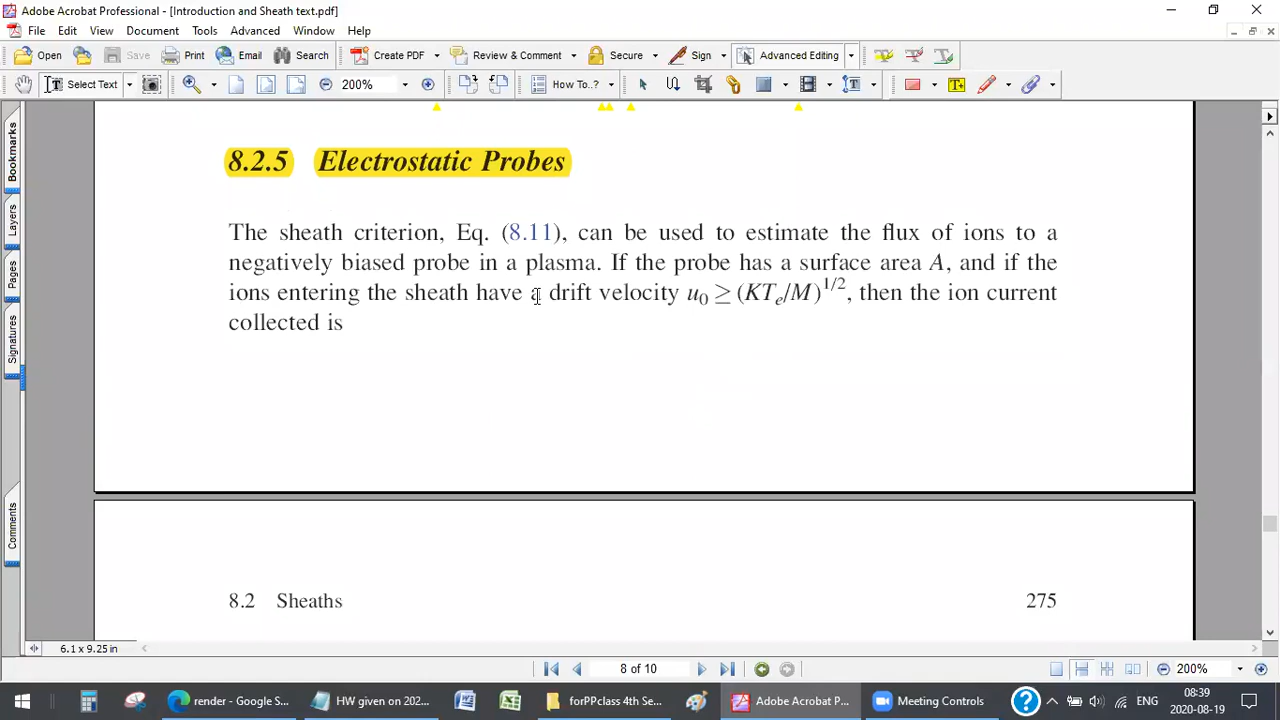 Adobe Acrobat Professional - [Introduction and Sheath text.pdf]
File Edit View Document Tools Advanced Window Help
Open Save Print Email Search Create PDF Review & Comment Secure Sign Advanced Editing
Select Text 200% How To..?
Bookmarks
Layers
Pages
Signatures
Comments
8.2.5 Electrostatic Probes
The sheath criterion, Eq. (8.11), can be used to estimate the flux of ions to a
negatively biased probe in a plasma. If the probe has a surface area A, and if the
ions entering the sheath have a drift velocity u₀ ≥ (KTₑ/M)^1/2, then the ion current
collected is
8.2 Sheaths 275
6.1 x 9.25 in
8 of 10 200%
render - Google S... HW given on 202... forPPclass 4th Se... Adobe Acrobat P... Meeting Controls ENG 08:39
2020-08-19